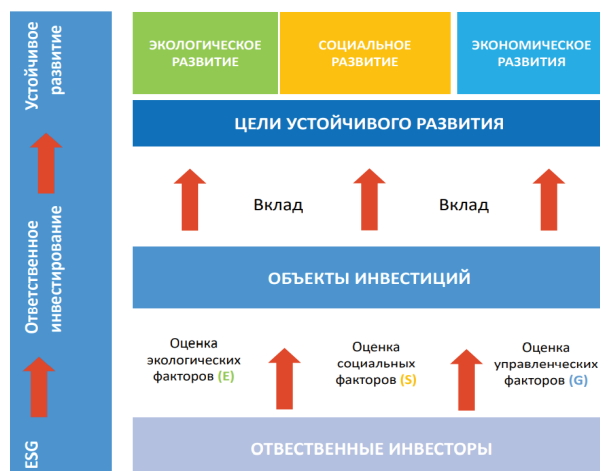 Устойчивое
развитие
Ответственное
инвестирование
ESG
ЭКОЛОГИЧЕСКОЕ
РАЗВИТИЕ
СОЦИАЛЬНОЕ
РАЗВИТИЕ
ЭКОНОМИЧЕСКОЕ
РАЗВИТИЯ
ЦЕЛИ УСТОЙЧИВОГО РАЗВИТИЯ
Вклад
Вклад
ОБЪЕКТЫ ИНВЕСТИЦИЙ
Оценка
экологических
факторов (E)
Оценка
социальных
факторов (S)
Оценка
управленческих
факторов (G)
ОТВЕСТВЕННЫЕ ИНВЕСТОРЫ